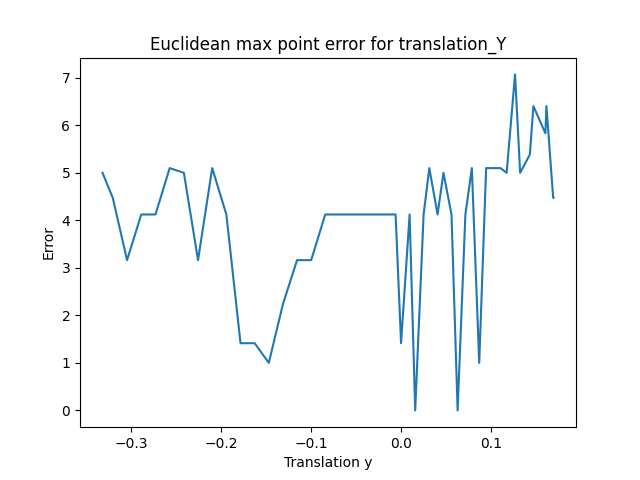 Euclidean max point error for translation_Y
7
6
5
4
3
2
1
0
Error
−0.3 −0.2 −0.1 0.0 0.1
Translation y